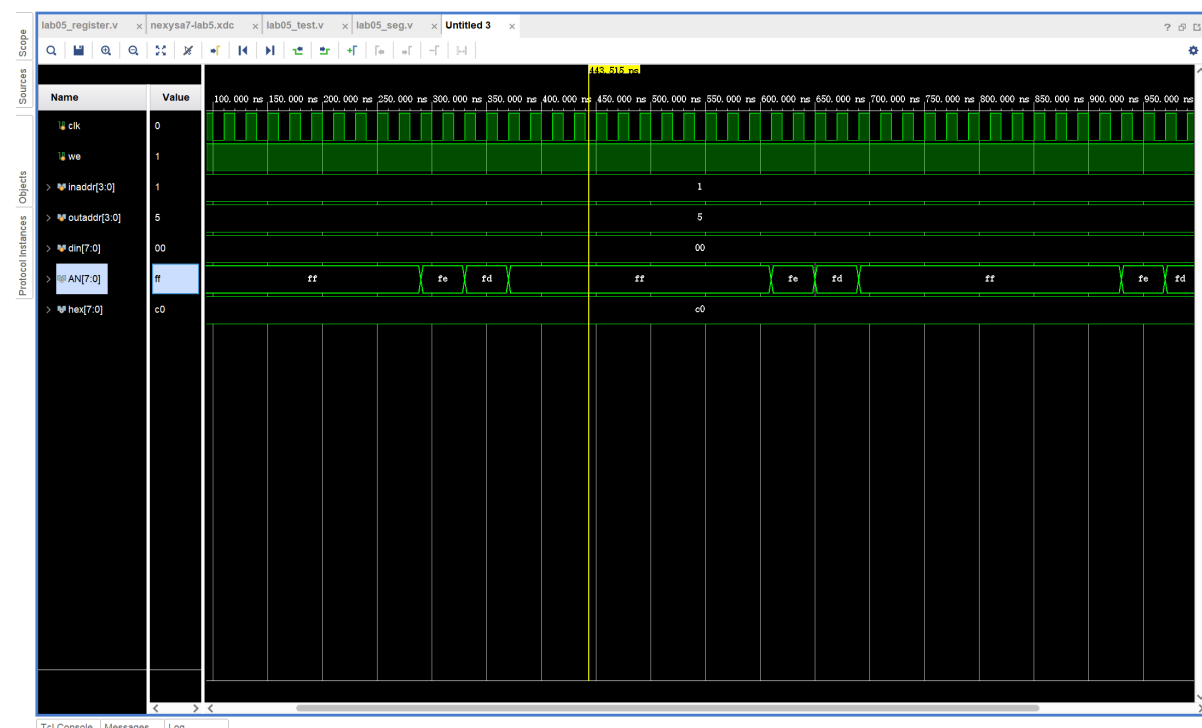 lab05_register.v × nexysa7-lab5.xdc × lab05_test.v × lab05_seg.v × Untitled 3 ×
Scope
Sources
Objects
Protocol Instances
443.515 ns
Name Value
100.000 ns 150.000 ns 200.000 ns 250.000 ns 300.000 ns 350.000 ns 400.000 ns 450.000 ns 500.000 ns 550.000 ns 600.000 ns 650.000 ns 700.000 ns 750.000 ns 800.000 ns 850.000 ns 900.000 ns 950.000 ns
clk 0
we 1
inaddr[3:0] 1 1
outaddr[3:0] 5 5
din[7:0] 00 00
AN[7:0] ff ff fe fd ff fe fd ff fe fd
hex[7:0] c0 c0
Tcl Console Messages Log